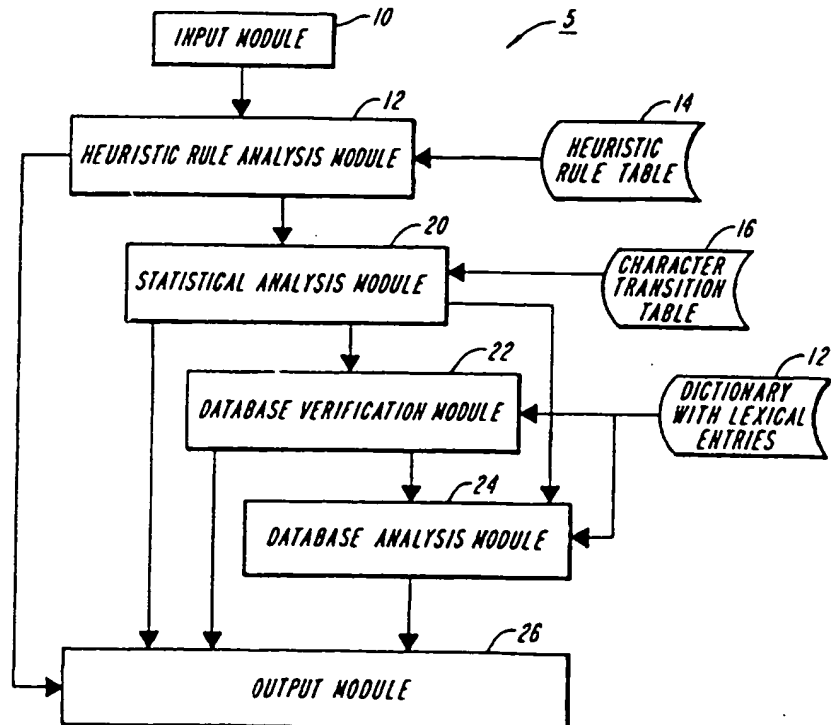 10
INPUT MODULE
5
12
HEURISTIC RULE ANALYSIS MODULE
14
HEURISTIC
RULE TABLE
20
STATISTICAL ANALYSIS MODULE
16
CHARACTER
TRANSITION
TABLE
22
DATABASE VERIFICATION MODULE
12
DICTIONARY
WITH LEXICAL
ENTRIES
24
DATABASE ANALYSIS MODULE
26
OUTPUT MODULE